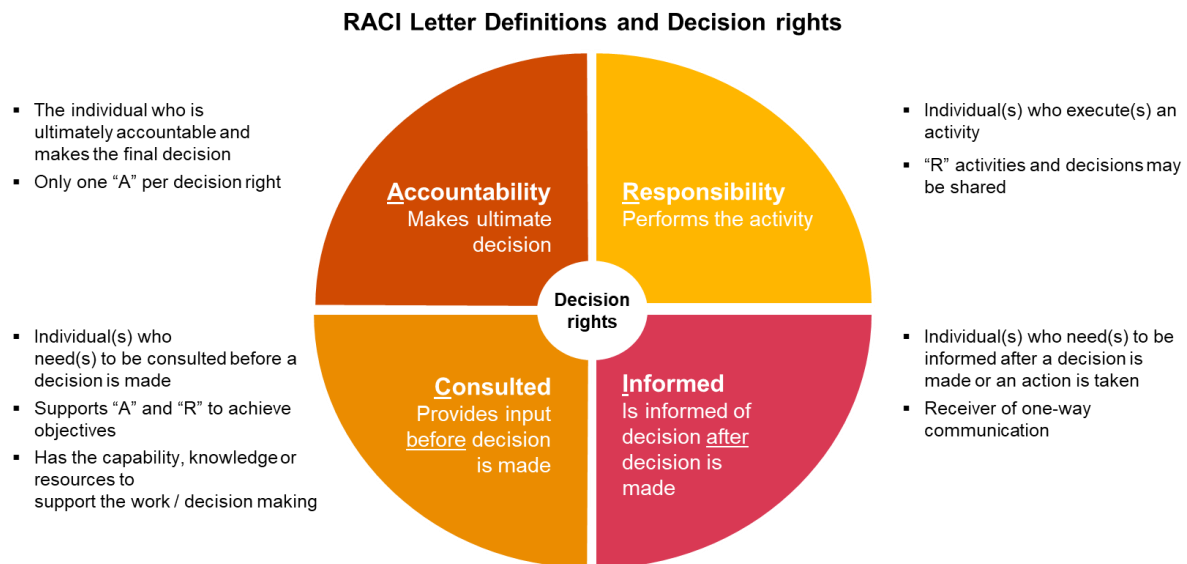 RACI Letter Definitions and Decision rights
▪ The individual who is
ultimately accountable and
makes the final decision
▪ Only one “A” per decision right
Accountability
Makes ultimate
decision
Responsibility
Performs the activity
▪ Individual(s) who execute(s) an
activity
▪ “R” activities and decisions may
be shared
Decision
rights
▪ Individual(s) who
need(s) to be consulted before a
decision is made
▪ Supports “A” and “R” to achieve
objectives
▪ Has the capability, knowledge or
resources to
support the work / decision making
Consulted
Provides input
before decision
is made
Informed
Is informed of
decision after
decision is
made
▪ Individual(s) who need(s) to be
informed after a decision is
made or an action is taken
▪ Receiver of one-way
communication